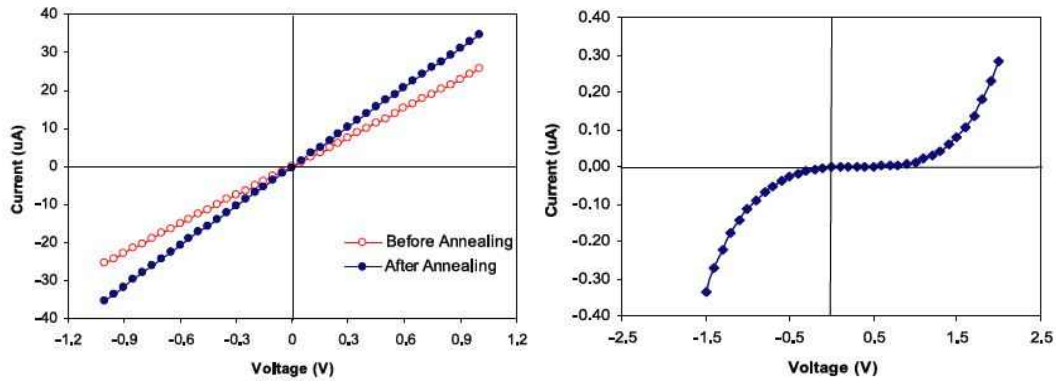 40
30
20
10
0
-10
-20
-30
-40
Current (uA)
Before Annealing
After Annealing
-1,2 -0,9 -0,6 -0,3 0 0,3 0,6 0,9 1,2
Voltage (V)
0.40
0.30
0.20
0.10
0.00
-0.10
-0.20
-0.30
-0.40
Current (uA)
-2.5 -1.5 -0.5 0.5 1.5 2.5
Voltage (V)